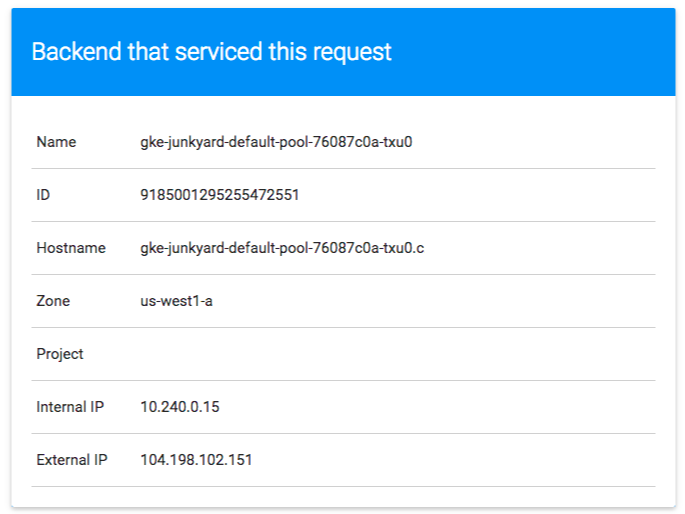 Backend that serviced this request
Name gke-junkyard-default-pool-76087c0a-txu0
ID 9185001295255472551
Hostname gke-junkyard-default-pool-76087c0a-txu0.c
Zone us-west1-a
Project
Internal IP 10.240.0.15
External IP 104.198.102.151